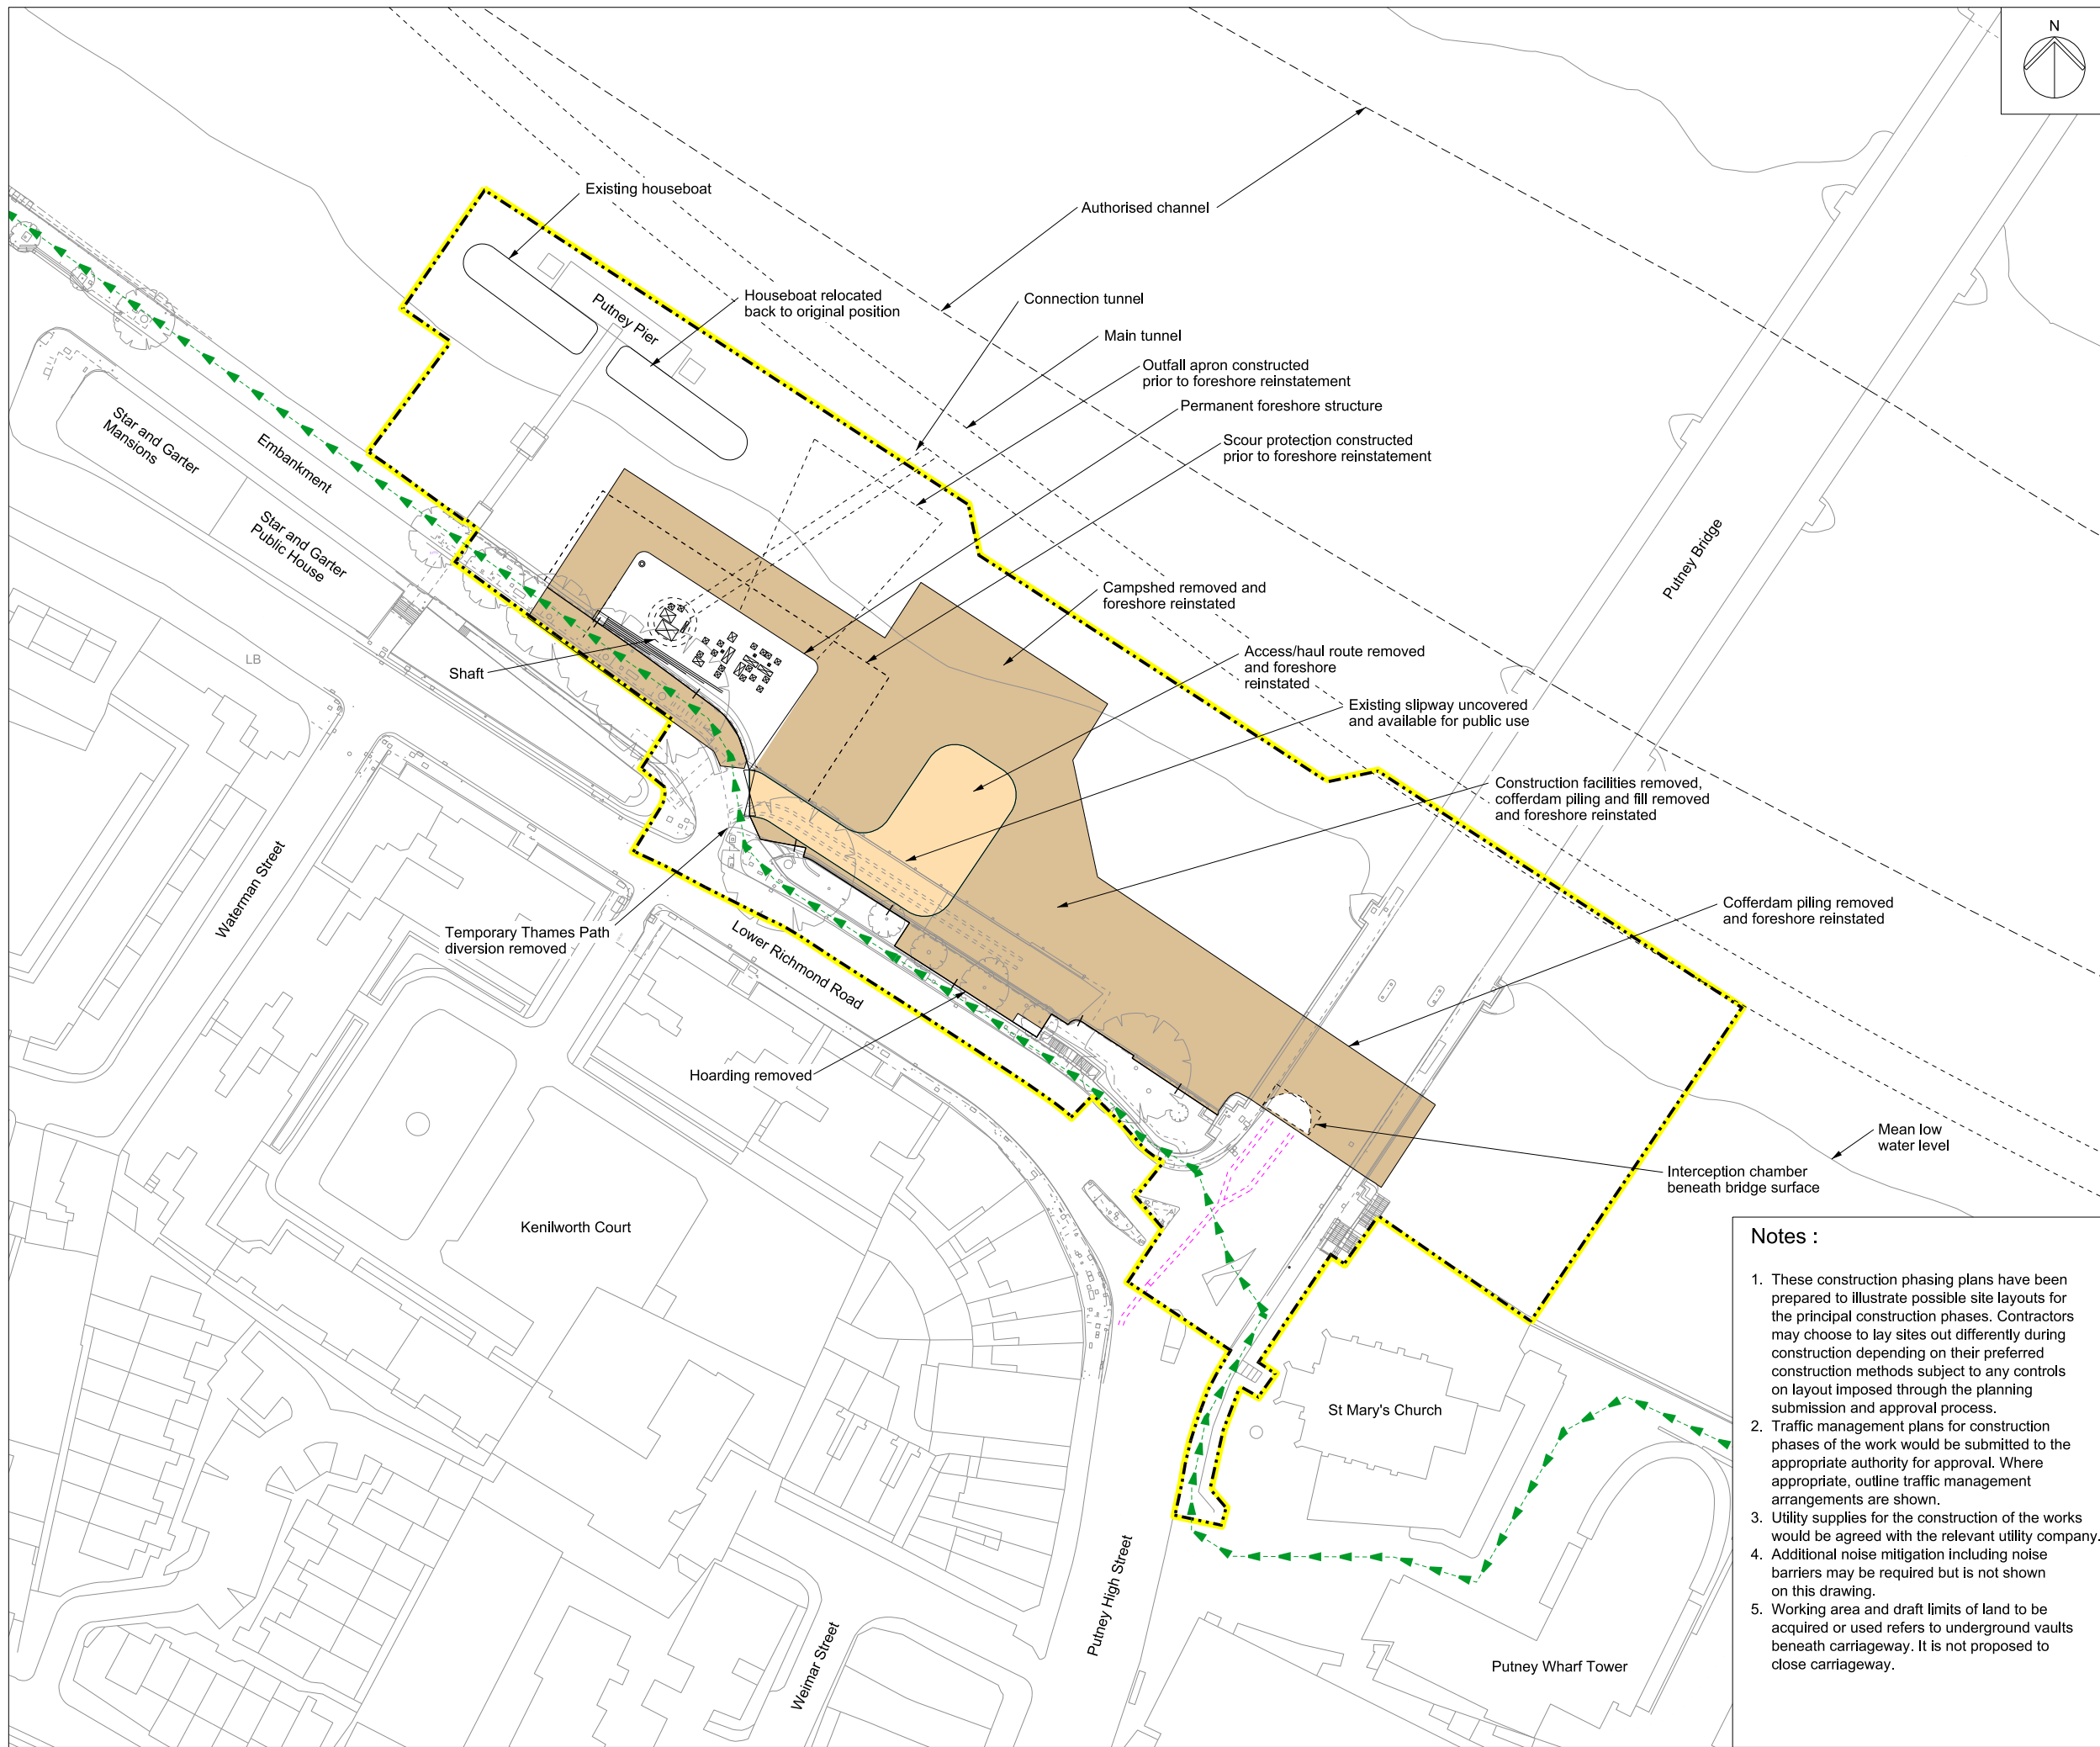 N
Existing houseboat
Authorised channel
Putney Pier
Houseboat relocated
back to original position
Connection tunnel
Main tunnel
Outfall apron constructed
prior to foreshore reinstatement
Permanent foreshore structure
Scour protection constructed
prior to foreshore reinstatement
Star and Garter
Mansions
Embankment
Star and Garter
Public House
Putney Bridge
Campshed removed and
foreshore reinstated
LB
Shaft
Access/haul route removed
and foreshore
reinstated
Existing slipway uncovered
and available for public use
Construction facilities removed,
cofferdam piling and fill removed
and foreshore reinstated
Waterman Street
Cofferdam piling removed
and foreshore reinstated
Temporary Thames Path
diversion removed
Lower Richmond Road
Hoarding removed
Mean low
water level
Interception chamber
beneath bridge surface
Kenilworth Court
St Mary's Church
Putney High Street
Weimar Street
Putney Wharf Tower
Notes :
1. These construction phasing plans have been
prepared to illustrate possible site layouts for
the principal construction phases. Contractors
may choose to lay sites out differently during
construction depending on their preferred
construction methods subject to any controls
on layout imposed through the planning
submission and approval process.
2. Traffic management plans for construction
phases of the work would be submitted to the
appropriate authority for approval. Where
appropriate, outline traffic management
arrangements are shown.
3. Utility supplies for the construction of the works
would be agreed with the relevant utility company.
4. Additional noise mitigation including noise
barriers may be required but is not shown
on this drawing.
5. Working area and draft limits of land to be
acquired or used refers to underground vaults
beneath carriageway. It is not proposed to
close carriageway.